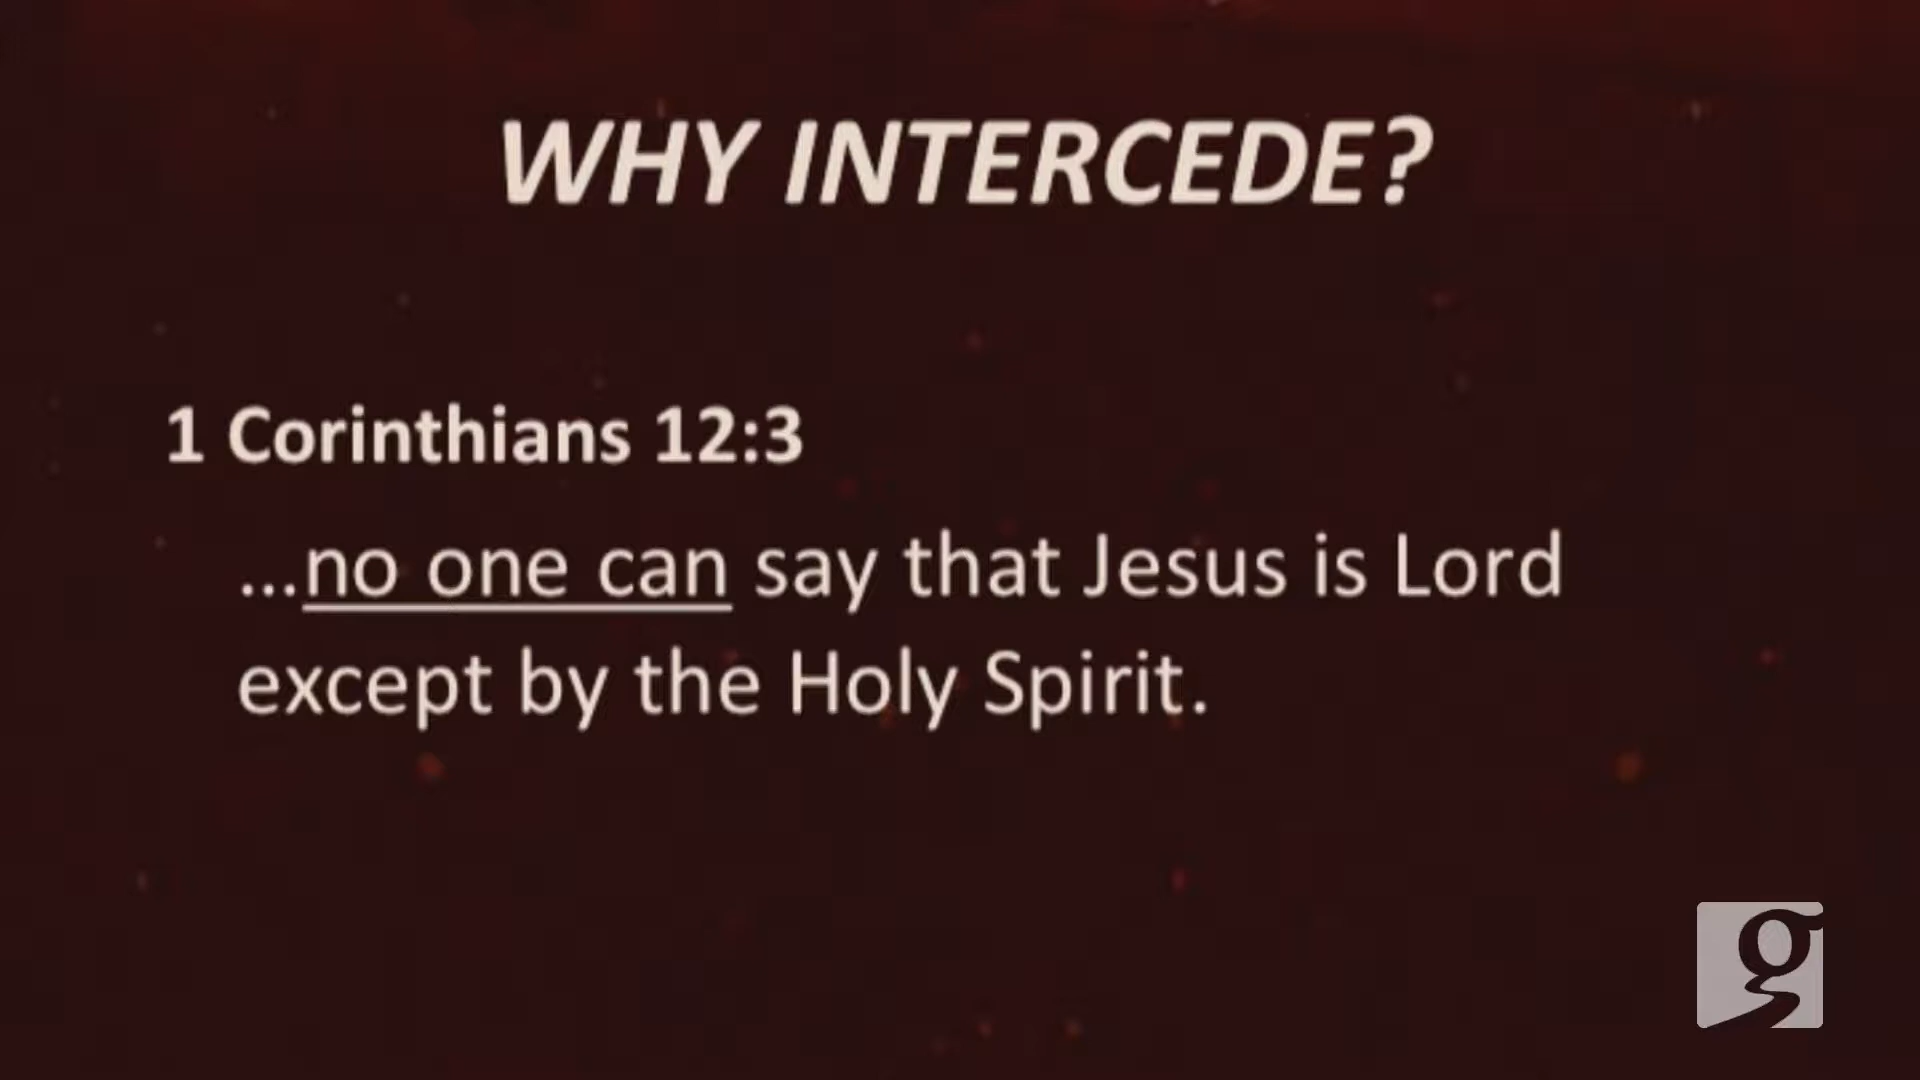 WHY INTERCEDE?
1 Corinthians 12:3
...no one can say that Jesus is Lord
except by the Holy Spirit.
g